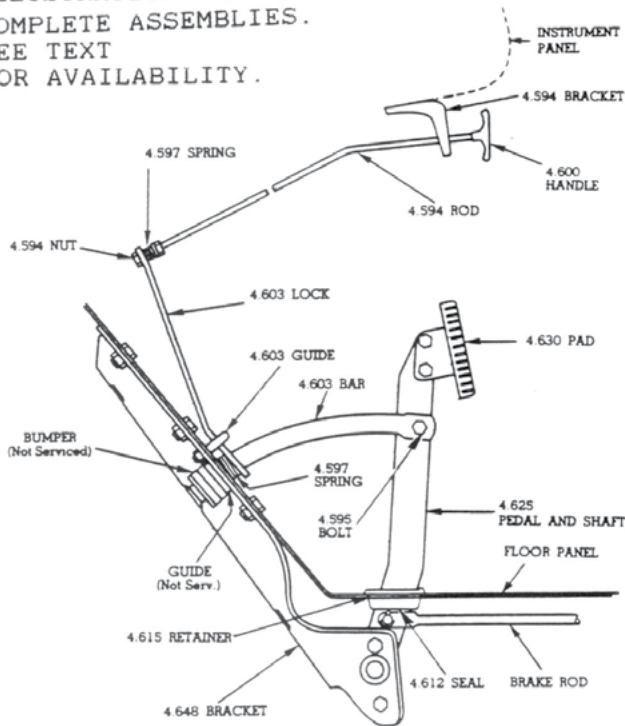 OMPLETE ASSEMBLIES.
EE TEXT
OR AVAILABILITY.
INSTRUMENT
PANEL
4.594 BRACKET
4.597 SPRING
4.600
HANDLE
4.594 ROD
4.594 NUT
4.603 LOCK
4.630 PAD
4.603 GUIDE
4.603 BAR
BUMPER
(Not Serviced)
4.597
SPRING
4.595
BOLT
4.625
PEDAL AND SHAFT
FLOOR PANEL
GUIDE
(Not Serv.)
4.615 RETAINER
4.612 SEAL
BRAKE ROD
4.648 BRACKET